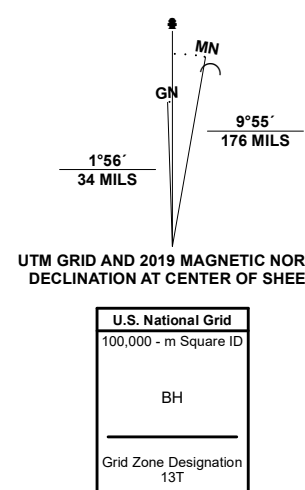 MN
GN
9°55´
176 MILS
1°56´
34 MILS
UTM GRID AND 2019 MAGNETIC NOR
DECLINATION AT CENTER OF SHEE
U.S. National Grid
100,000 - m Square ID
BH
Grid Zone Designation
13T